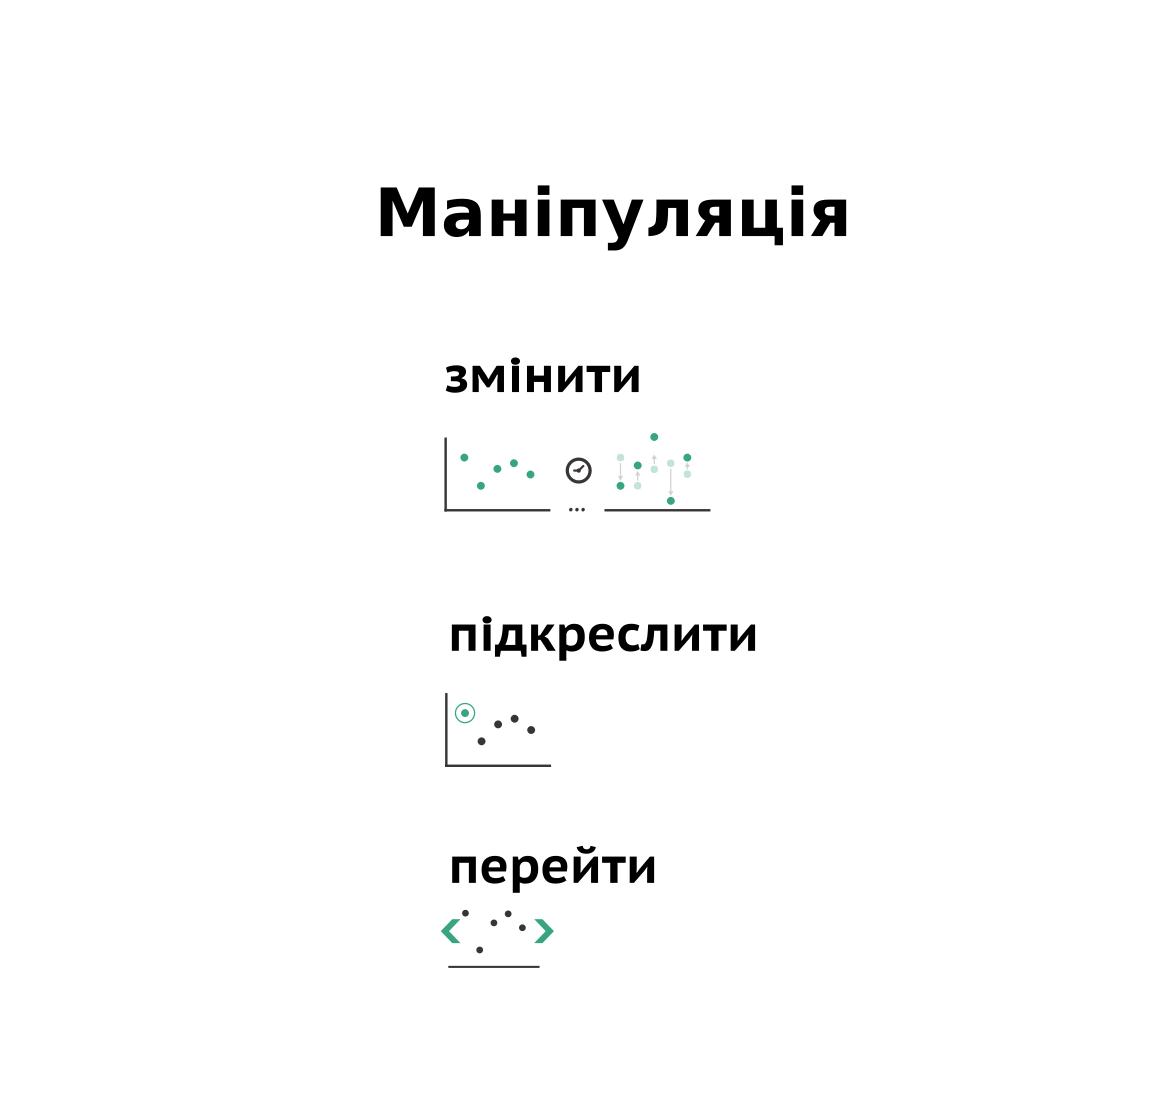 Маніпуляція
змінити
підкреслити
перейти